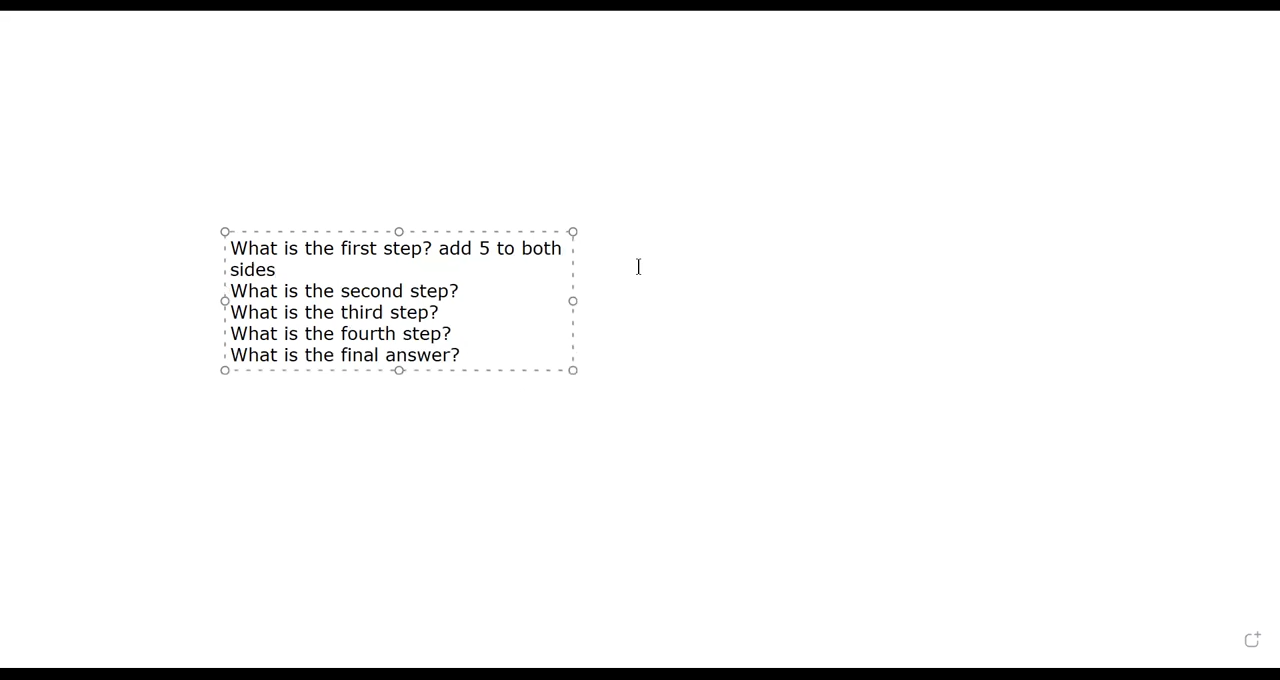 What is the first step? add 5 to both
sides
What is the second step?
What is the third step?
What is the fourth step?
What is the final answer?